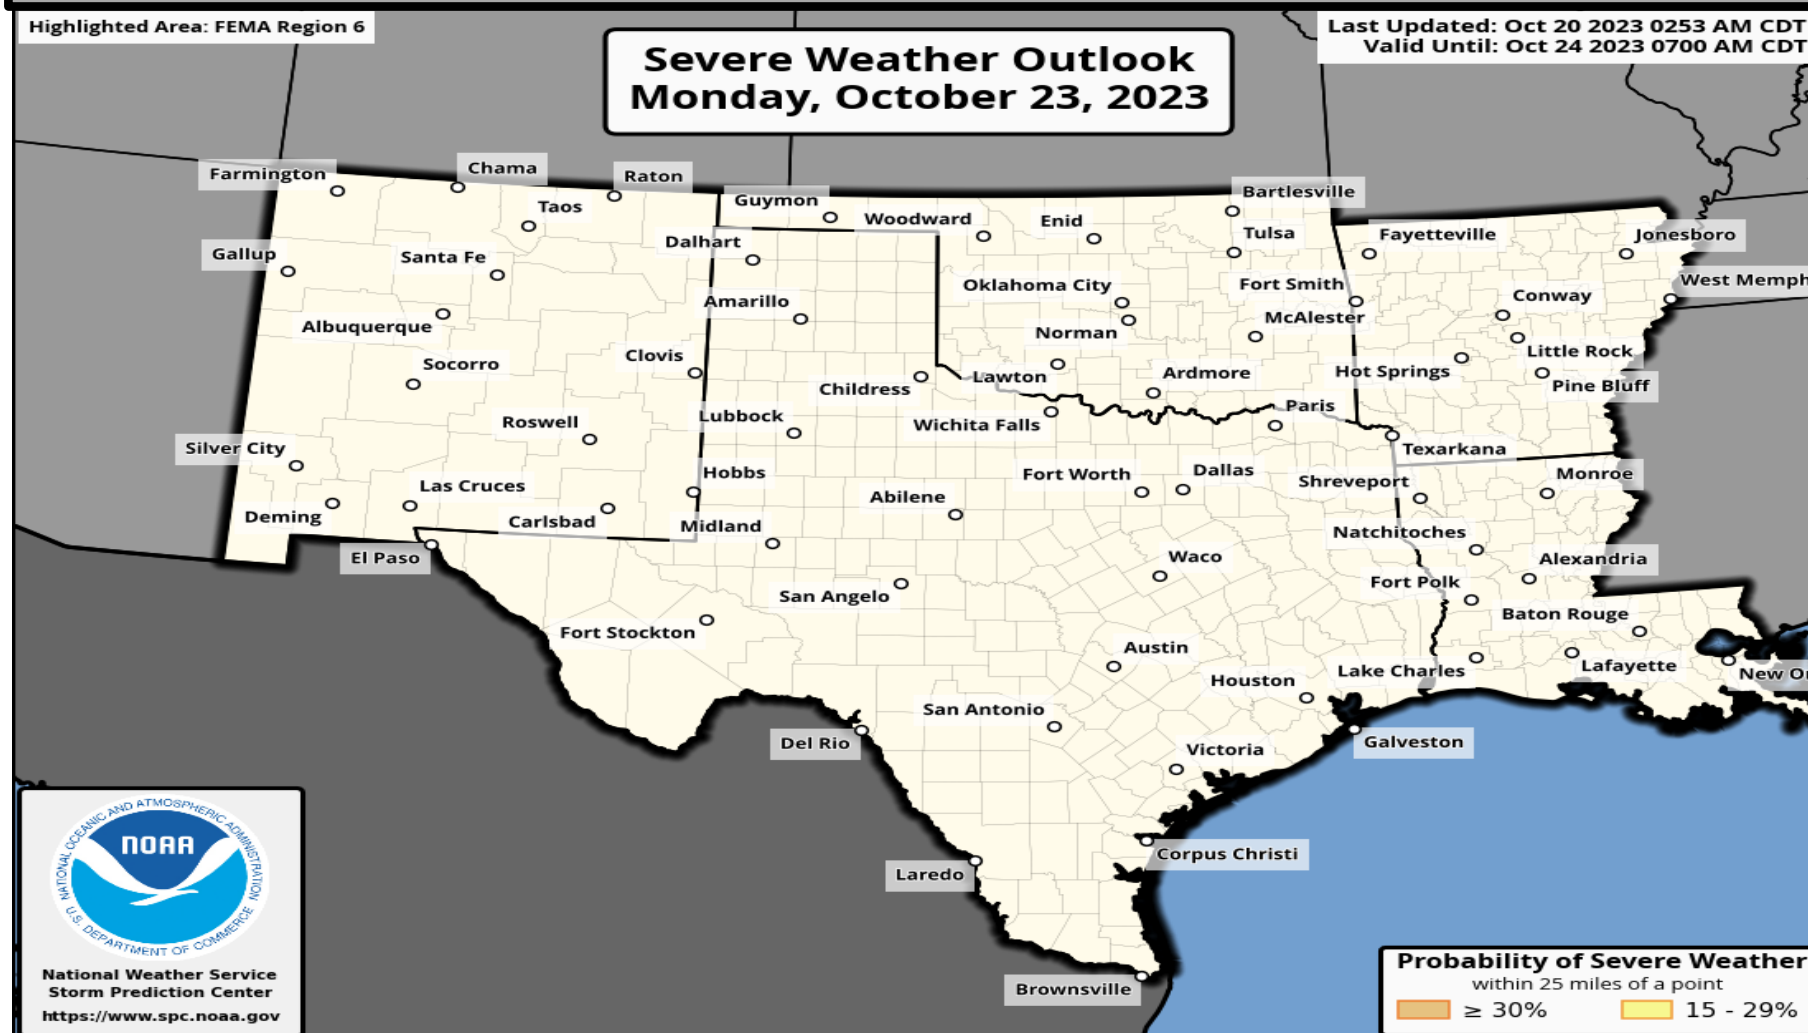 Highlighted Area: FEMA Region 6
Last Updated: Oct 20 2023 0253 AM CDT
Valid Until: Oct 24 2023 0700 AM CDT
Severe Weather Outlook
Monday, October 23, 2023
Farmington
Chama
Raton
Taos
Guymon
Woodward
Enid
Bartlesville
Tulsa
Fayetteville
Jonesboro
Gallup
Santa Fe
Dalhart
Amarillo
Oklahoma City
Fort Smith
Conway
West Memph
Albuquerque
Norman
McAlester
Socorro
Clovis
Childress
Lawton
Ardmore
Hot Springs
Little Rock
Pine Bluff
Roswell
Lubbock
Wichita Falls
Paris
Texarkana
Silver City
Las Cruces
Hobbs
Abilene
Fort Worth
Dallas
Shreveport
Monroe
Deming
Carlsbad
Midland
Natchitoches
El Paso
Waco
Alexandria
San Angelo
Fort Polk
Fort Stockton
Baton Rouge
Austin
Houston
Lake Charles
Lafayette
New Or
San Antonio
Del Rio
Victoria
Galveston
Corpus Christi
Laredo
Brownsville
NATIONAL OCEANIC AND ATMOSPHERIC ADMINISTRATION
NOAA
U.S. DEPARTMENT OF COMMERCE
National Weather Service
Storm Prediction Center
https://www.spc.noaa.gov
Probability of Severe Weather
within 25 miles of a point
≥ 30%
15 - 29%